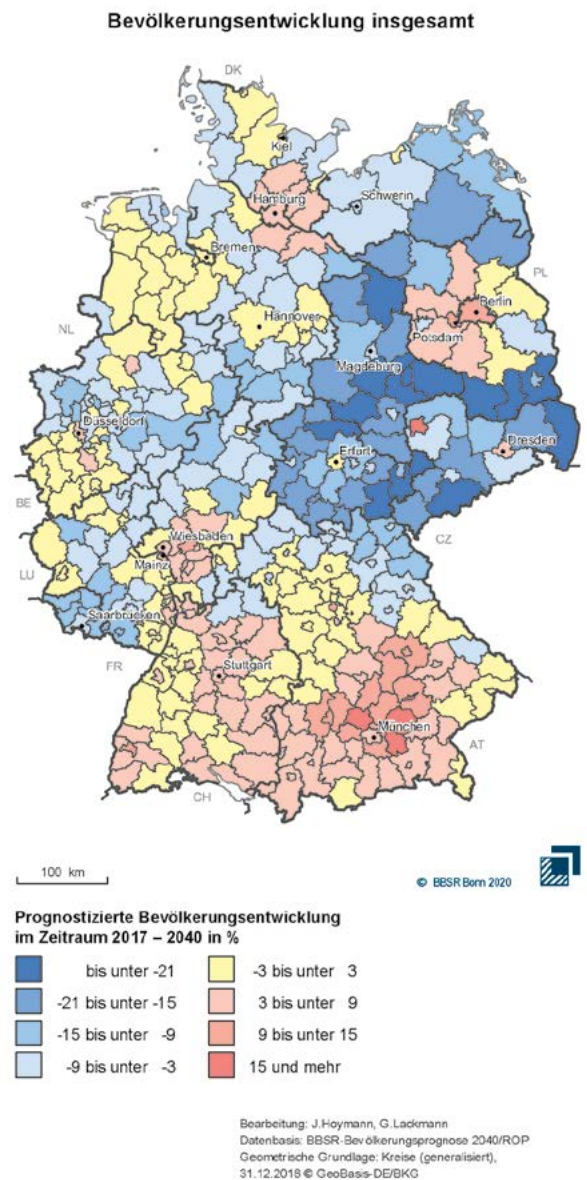 Bevölkerungsentwicklung insgesamt
DK
Kiel
Schwerin
Hamburg
Bremen
PL
Berlin
NL
Hannover
Potsdam
Magdeburg
Düsseldorf
Erfurt
Dresden
BE
Wiesbaden
CZ
LU
Mainz
Saarbrücken
FR
Stuttgart
München
AT
CH
100 km
© BBSR Bonn 2020
Prognostizierte Bevölkerungsentwicklung
im Zeitraum 2017 – 2040 in %
bis unter -21
-21 bis unter -15
-15 bis unter -9
-9 bis unter -3
-3 bis unter 3
3 bis unter 9
9 bis unter 15
15 und mehr
Bearbeitung: J.Hoymann, G.Lackmann
Datenbasis: BBSR-Bevölkerungsprognose 2040/ROP
Geometrische Grundlage: Kreise (generalisiert),
31.12.2018 © GeoBasis-DE/BKG